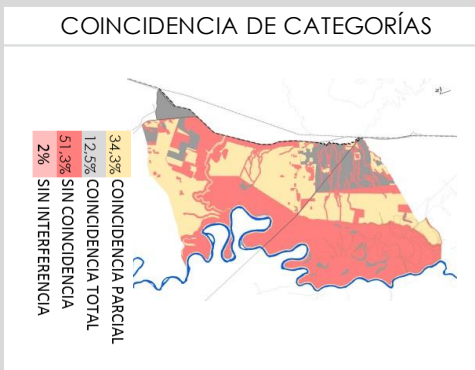 COINCIDENCIA DE CATEGORÍAS
34,3% COINCIDENCIA PARCIAL
12,5% COINCIDENCIA TOTAL
51,3% SIN COINCIDENCIA
2% SIN INTERFERENCIA